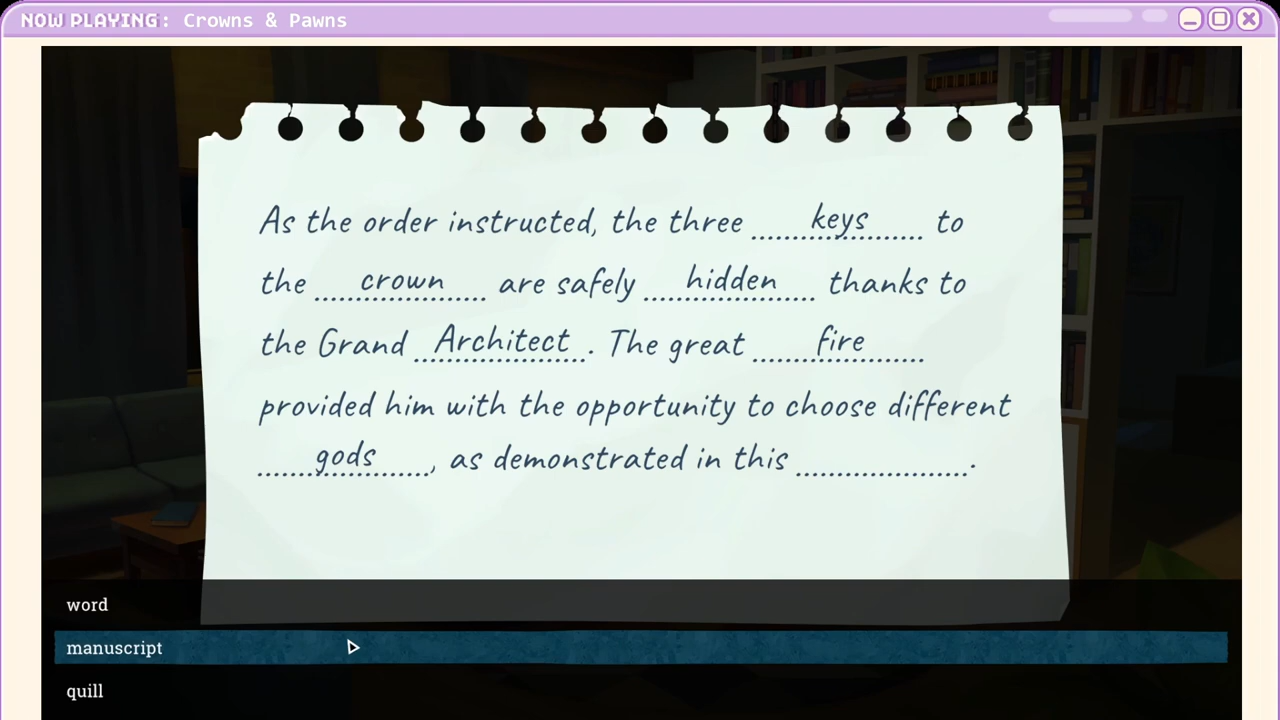 NOW PLAYING: Crowns & Pawns
As the order instructed, the three keys to
the crown are safely hidden thanks to
the Grand Architect. The great fire
provided him with the opportunity to choose different
gods, as demonstrated in this ..................
word
manuscript
quill